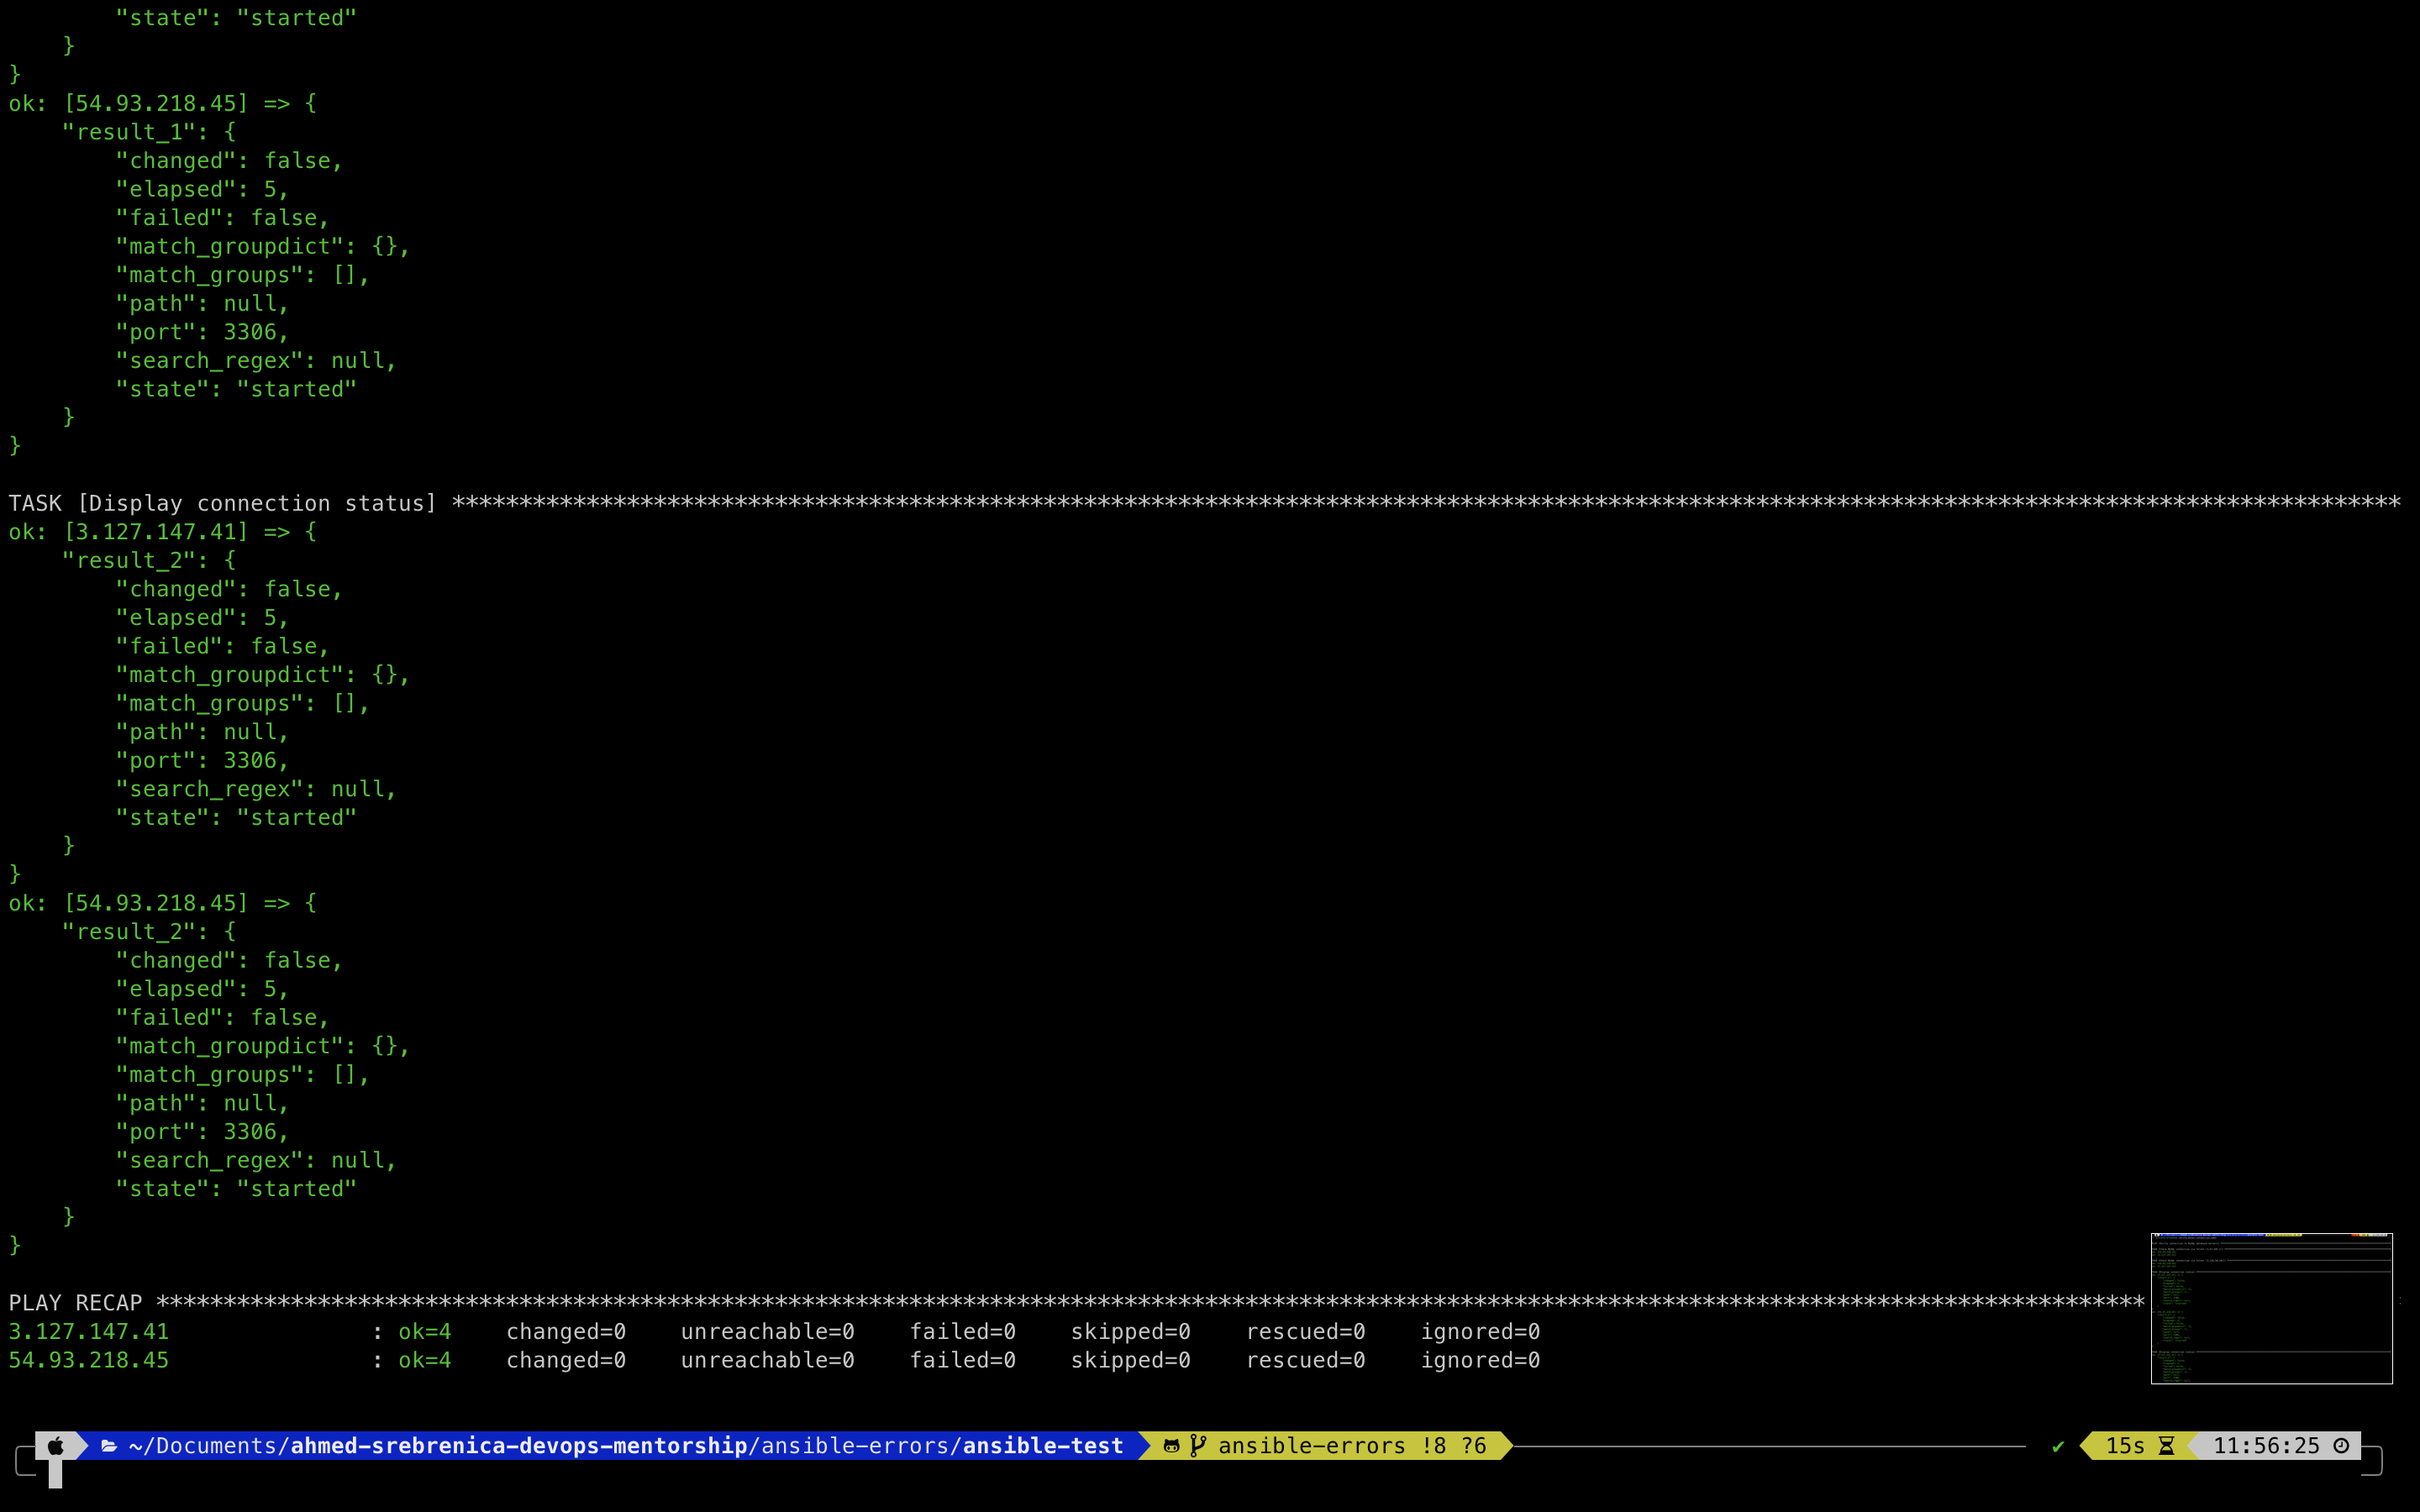 "state": "started"
    }
}
ok: [54.93.218.45] => {
    "result_1": {
        "changed": false,
        "elapsed": 5,
        "failed": false,
        "match_groupdict": {},
        "match_groups": [],
        "path": null,
        "port": 3306,
        "search_regex": null,
        "state": "started"
    }
}
TASK [Display connection status] *************************************************************************************************************************************************
ok: [3.127.147.41] => {
    "result_2": {
        "changed": false,
        "elapsed": 5,
        "failed": false,
        "match_groupdict": {},
        "match_groups": [],
        "path": null,
        "port": 3306,
        "search_regex": null,
        "state": "started"
    }
}
ok: [54.93.218.45] => {
    "result_2": {
        "changed": false,
        "elapsed": 5,
        "failed": false,
        "match_groupdict": {},
        "match_groups": [],
        "path": null,
        "port": 3306,
        "search_regex": null,
        "state": "started"
    }
}
PLAY RECAP ****************************************************************************************************************************************************
3.127.147.41               : ok=4    changed=0    unreachable=0    failed=0    skipped=0    rescued=0    ignored=0
54.93.218.45               : ok=4    changed=0    unreachable=0    failed=0    skipped=0    rescued=0    ignored=0
~/Documents/ahmed-srebrenica-devops-mentorship/ansible-errors/ansible-test ansible-errors !8 ?6 ✔ 15s 11:56:25